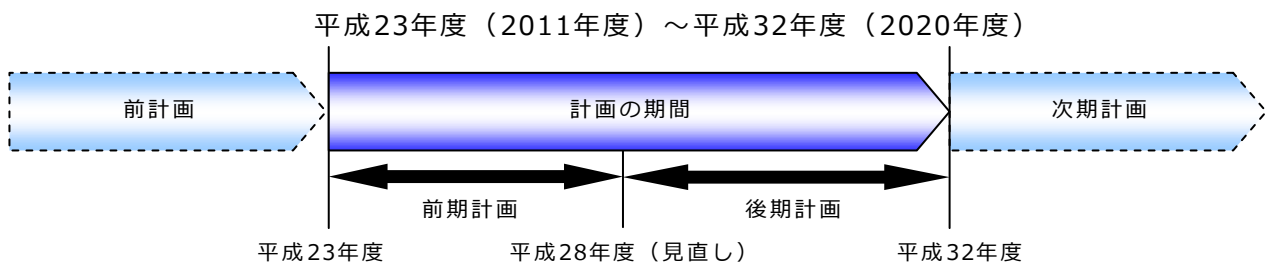 平成23年度（2011年度）～平成32年度（2020年度）
前計画
計画の期間
次期計画
前期計画
後期計画
平成23年度
平成28年度（見直し）
平成32年度